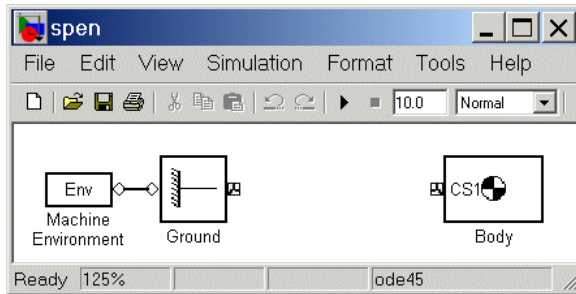 spen
File Edit View Simulation Format Tools Help
10.0 Normal
Env
CS1
Machine Environment
Ground
Body
Ready 125% ode45